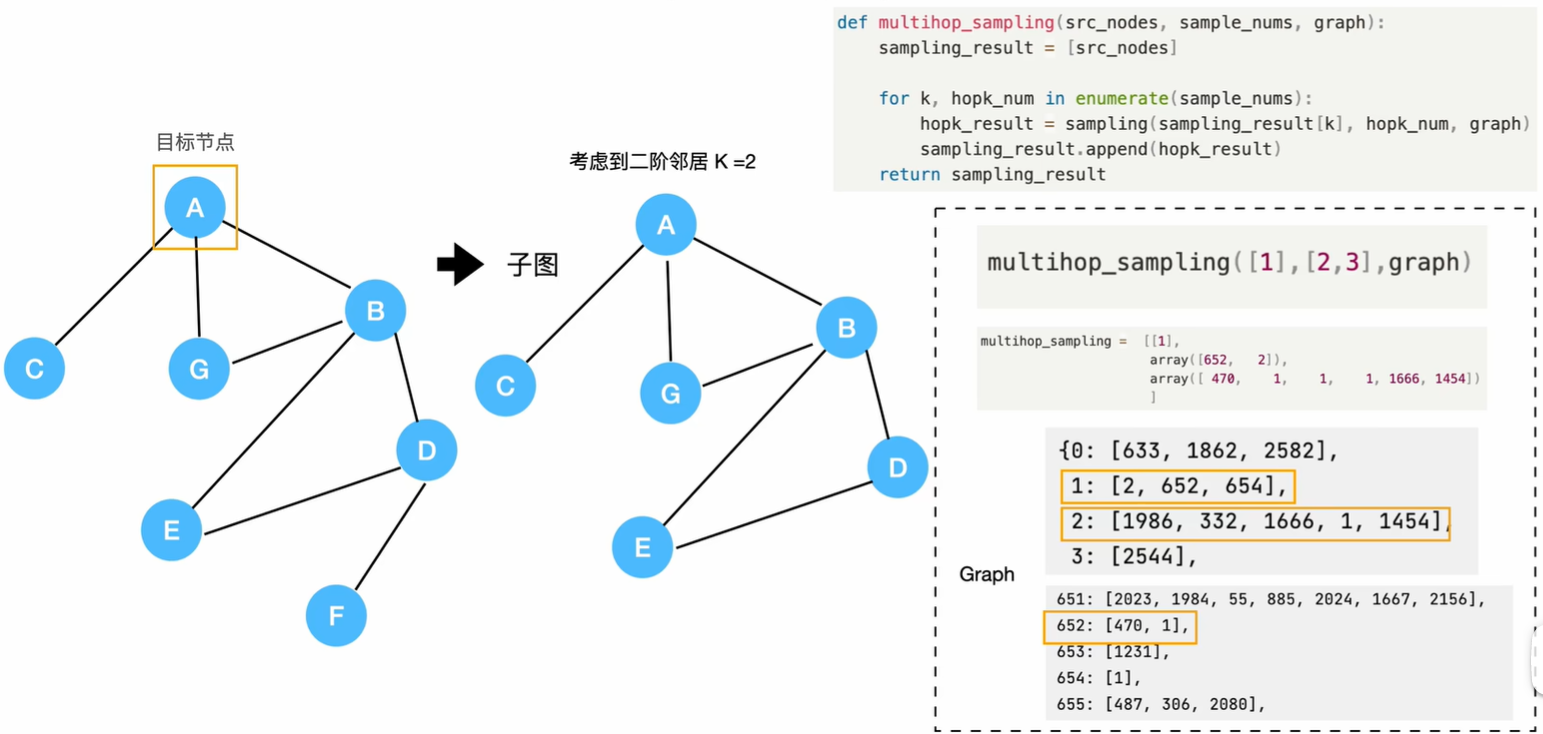 目标节点
A
B
C
G
D
E
F
子图
考虑到二阶邻居 K =2
A
B
C
G
D
E
def multihop_sampling(src_nodes, sample_nums, graph):
sampling_result = [src_nodes]
for k, hopk_num in enumerate(sample_nums):
hopk_result = sampling(sampling_result[k], hopk_num, graph)
sampling_result.append(hopk_result)
return sampling_result
multihop_sampling([1],[2,3],graph)
multihop_sampling = [[1],
array([652, 2]),
array([ 470, 1, 1, 1, 1666, 1454])
]
Graph
{0: [633, 1862, 2582],
1: [2, 652, 654],
2: [1986, 332, 1666, 1, 1454],
3: [2544],
651: [2023, 1984, 55, 885, 2024, 1667, 2156],
652: [470, 1],
653: [1231],
654: [1],
655: [487, 306, 2080],